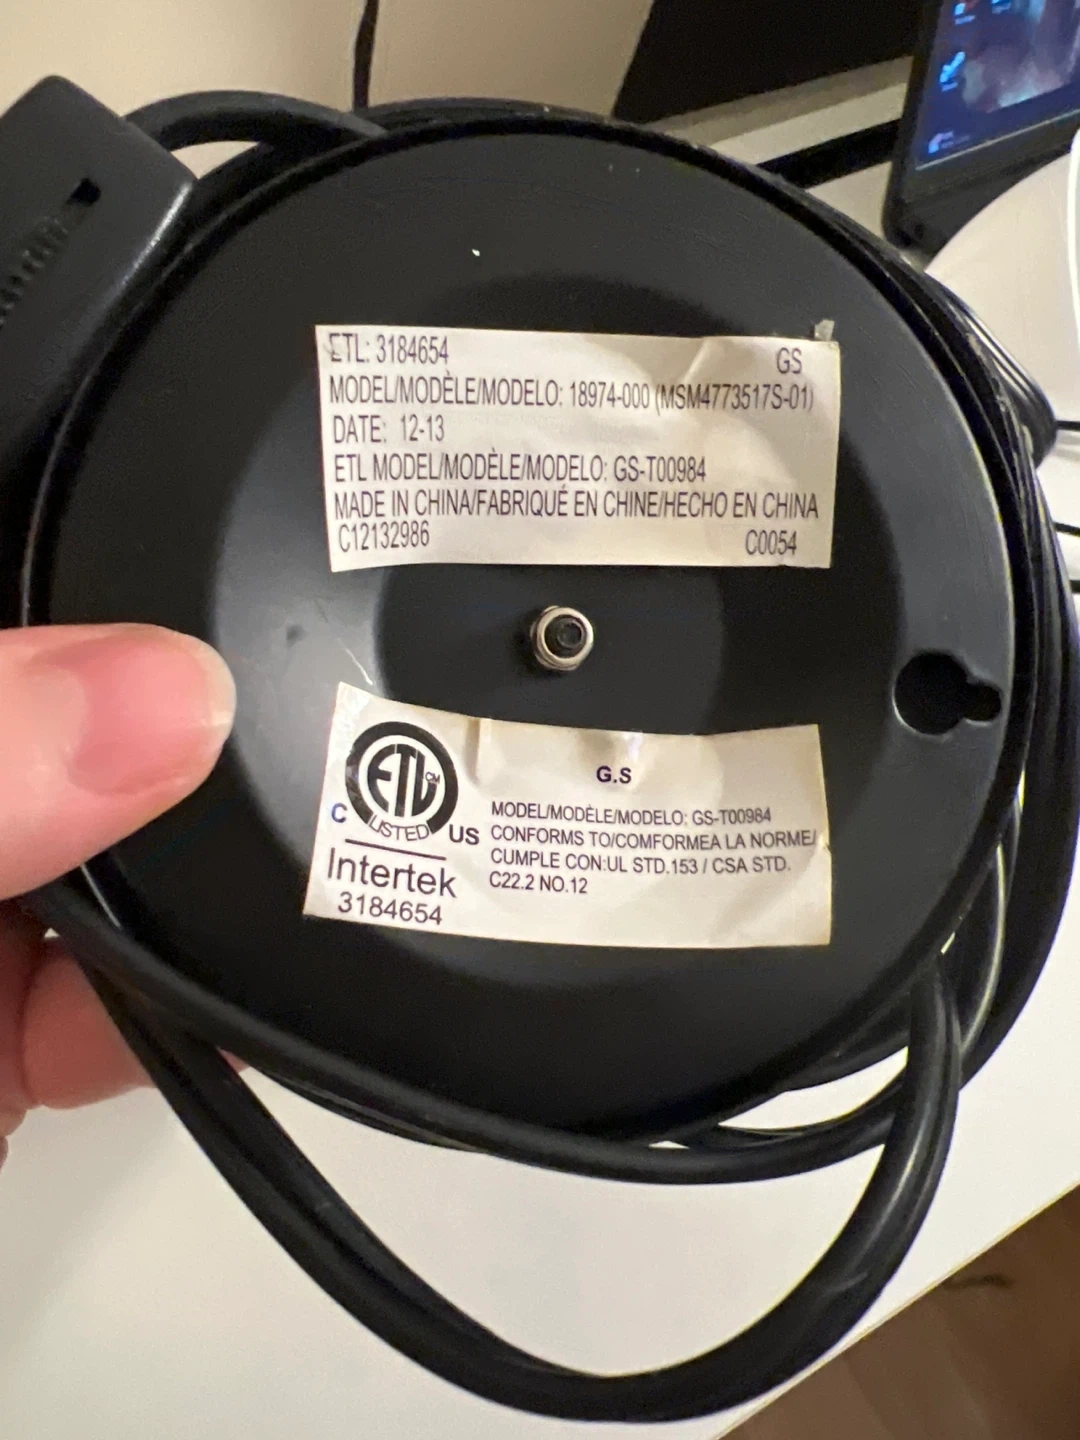 ETL: 3184654
GS
MODEL/MODÈLE/MODELO: 18974-000 (MSM4773517S-01)
DATE: 12-13
ETL MODEL/MODÈLE/MODELO: GS-T00984
MADE IN CHINA/FABRIQUÉ EN CHINE/HECHO EN CHINA
C12132986
C0054
ETL CM
LISTED
C
US
Intertek
3184654
G.S
MODEL/MODÈLE/MODELO: GS-T00984
CONFORMS TO/COMFORMEA LA NORME/
CUMPLE CON:UL STD.153 / CSA STD.
C22.2 NO.12